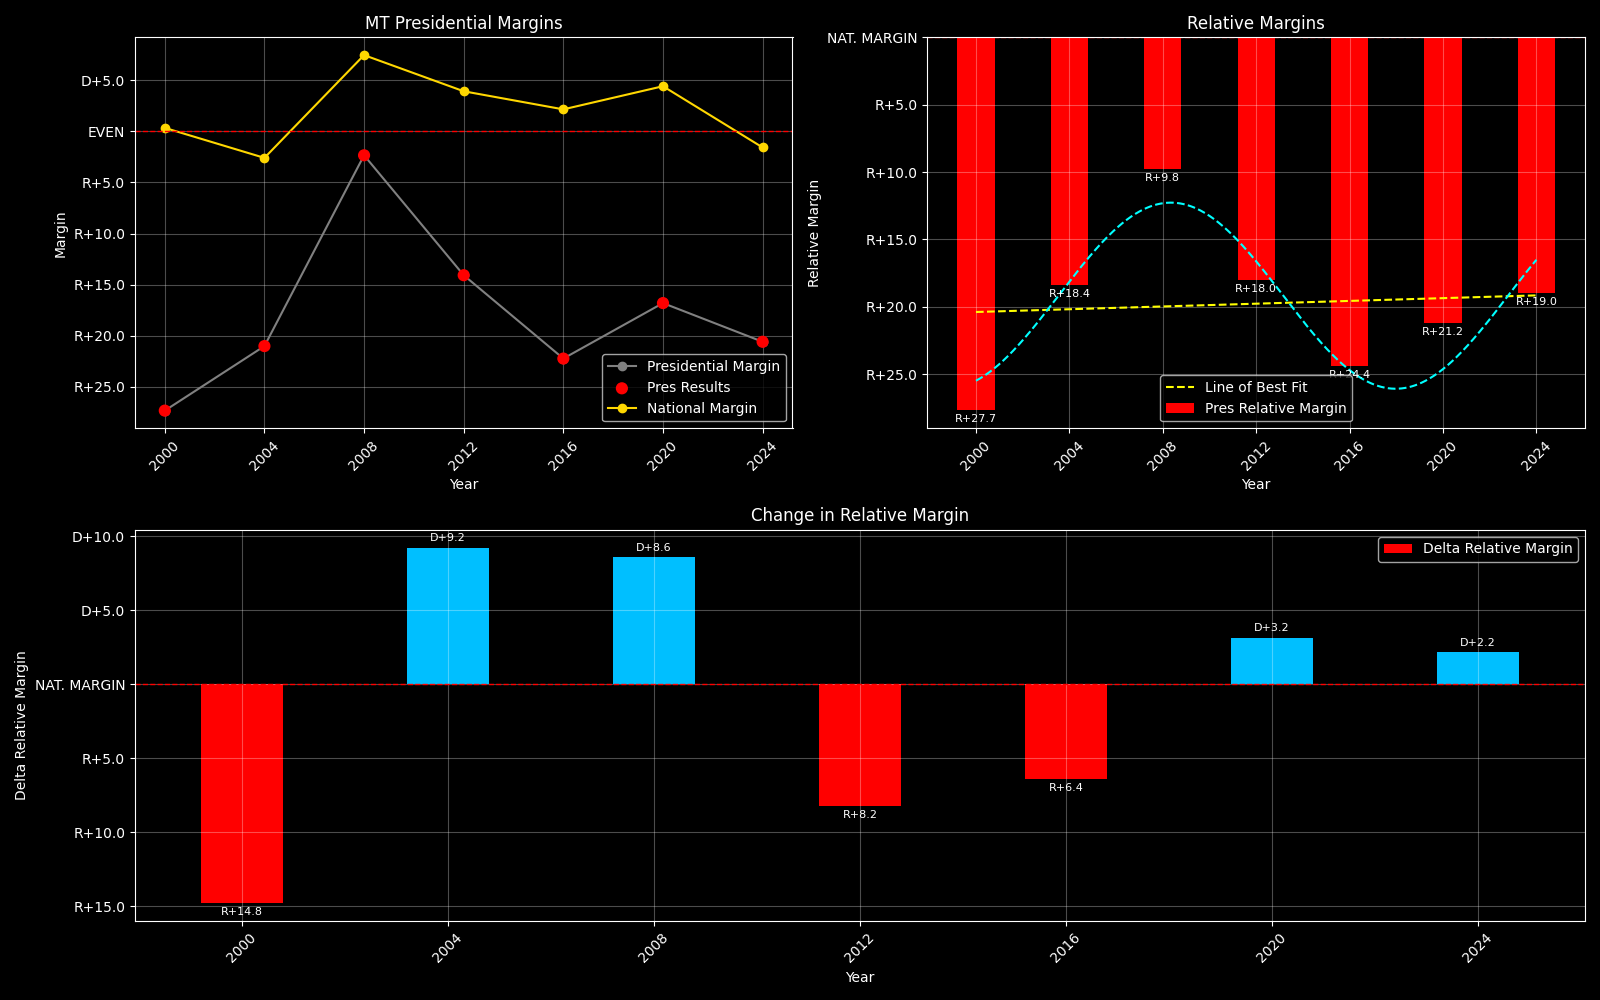 MT Presidential Margins
D+5.0
EVEN
R+5.0
R+10.0
R+15.0
R+20.0
R+25.0
Margin
2000
2004
2008
2012
2016
2020
2024
Year
Presidential Margin
Pres Results
National Margin
Relative Margins
NAT. MARGIN
R+5.0
R+10.0
R+15.0
R+20.0
R+25.0
Relative Margin
R+27.7
R+18.4
R+9.8
R+18.0
R+24.4
R+21.2
R+19.0
Line of Best Fit
Pres Relative Margin
2000
2004
2008
2012
2016
2020
2024
Year
Change in Relative Margin
D+10.0
D+5.0
NAT. MARGIN
R+5.0
R+10.0
R+15.0
Delta Relative Margin
R+14.8
D+9.2
D+8.6
R+8.2
R+6.4
D+3.2
D+2.2
Delta Relative Margin
2000
2004
2008
2012
2016
2020
2024
Year